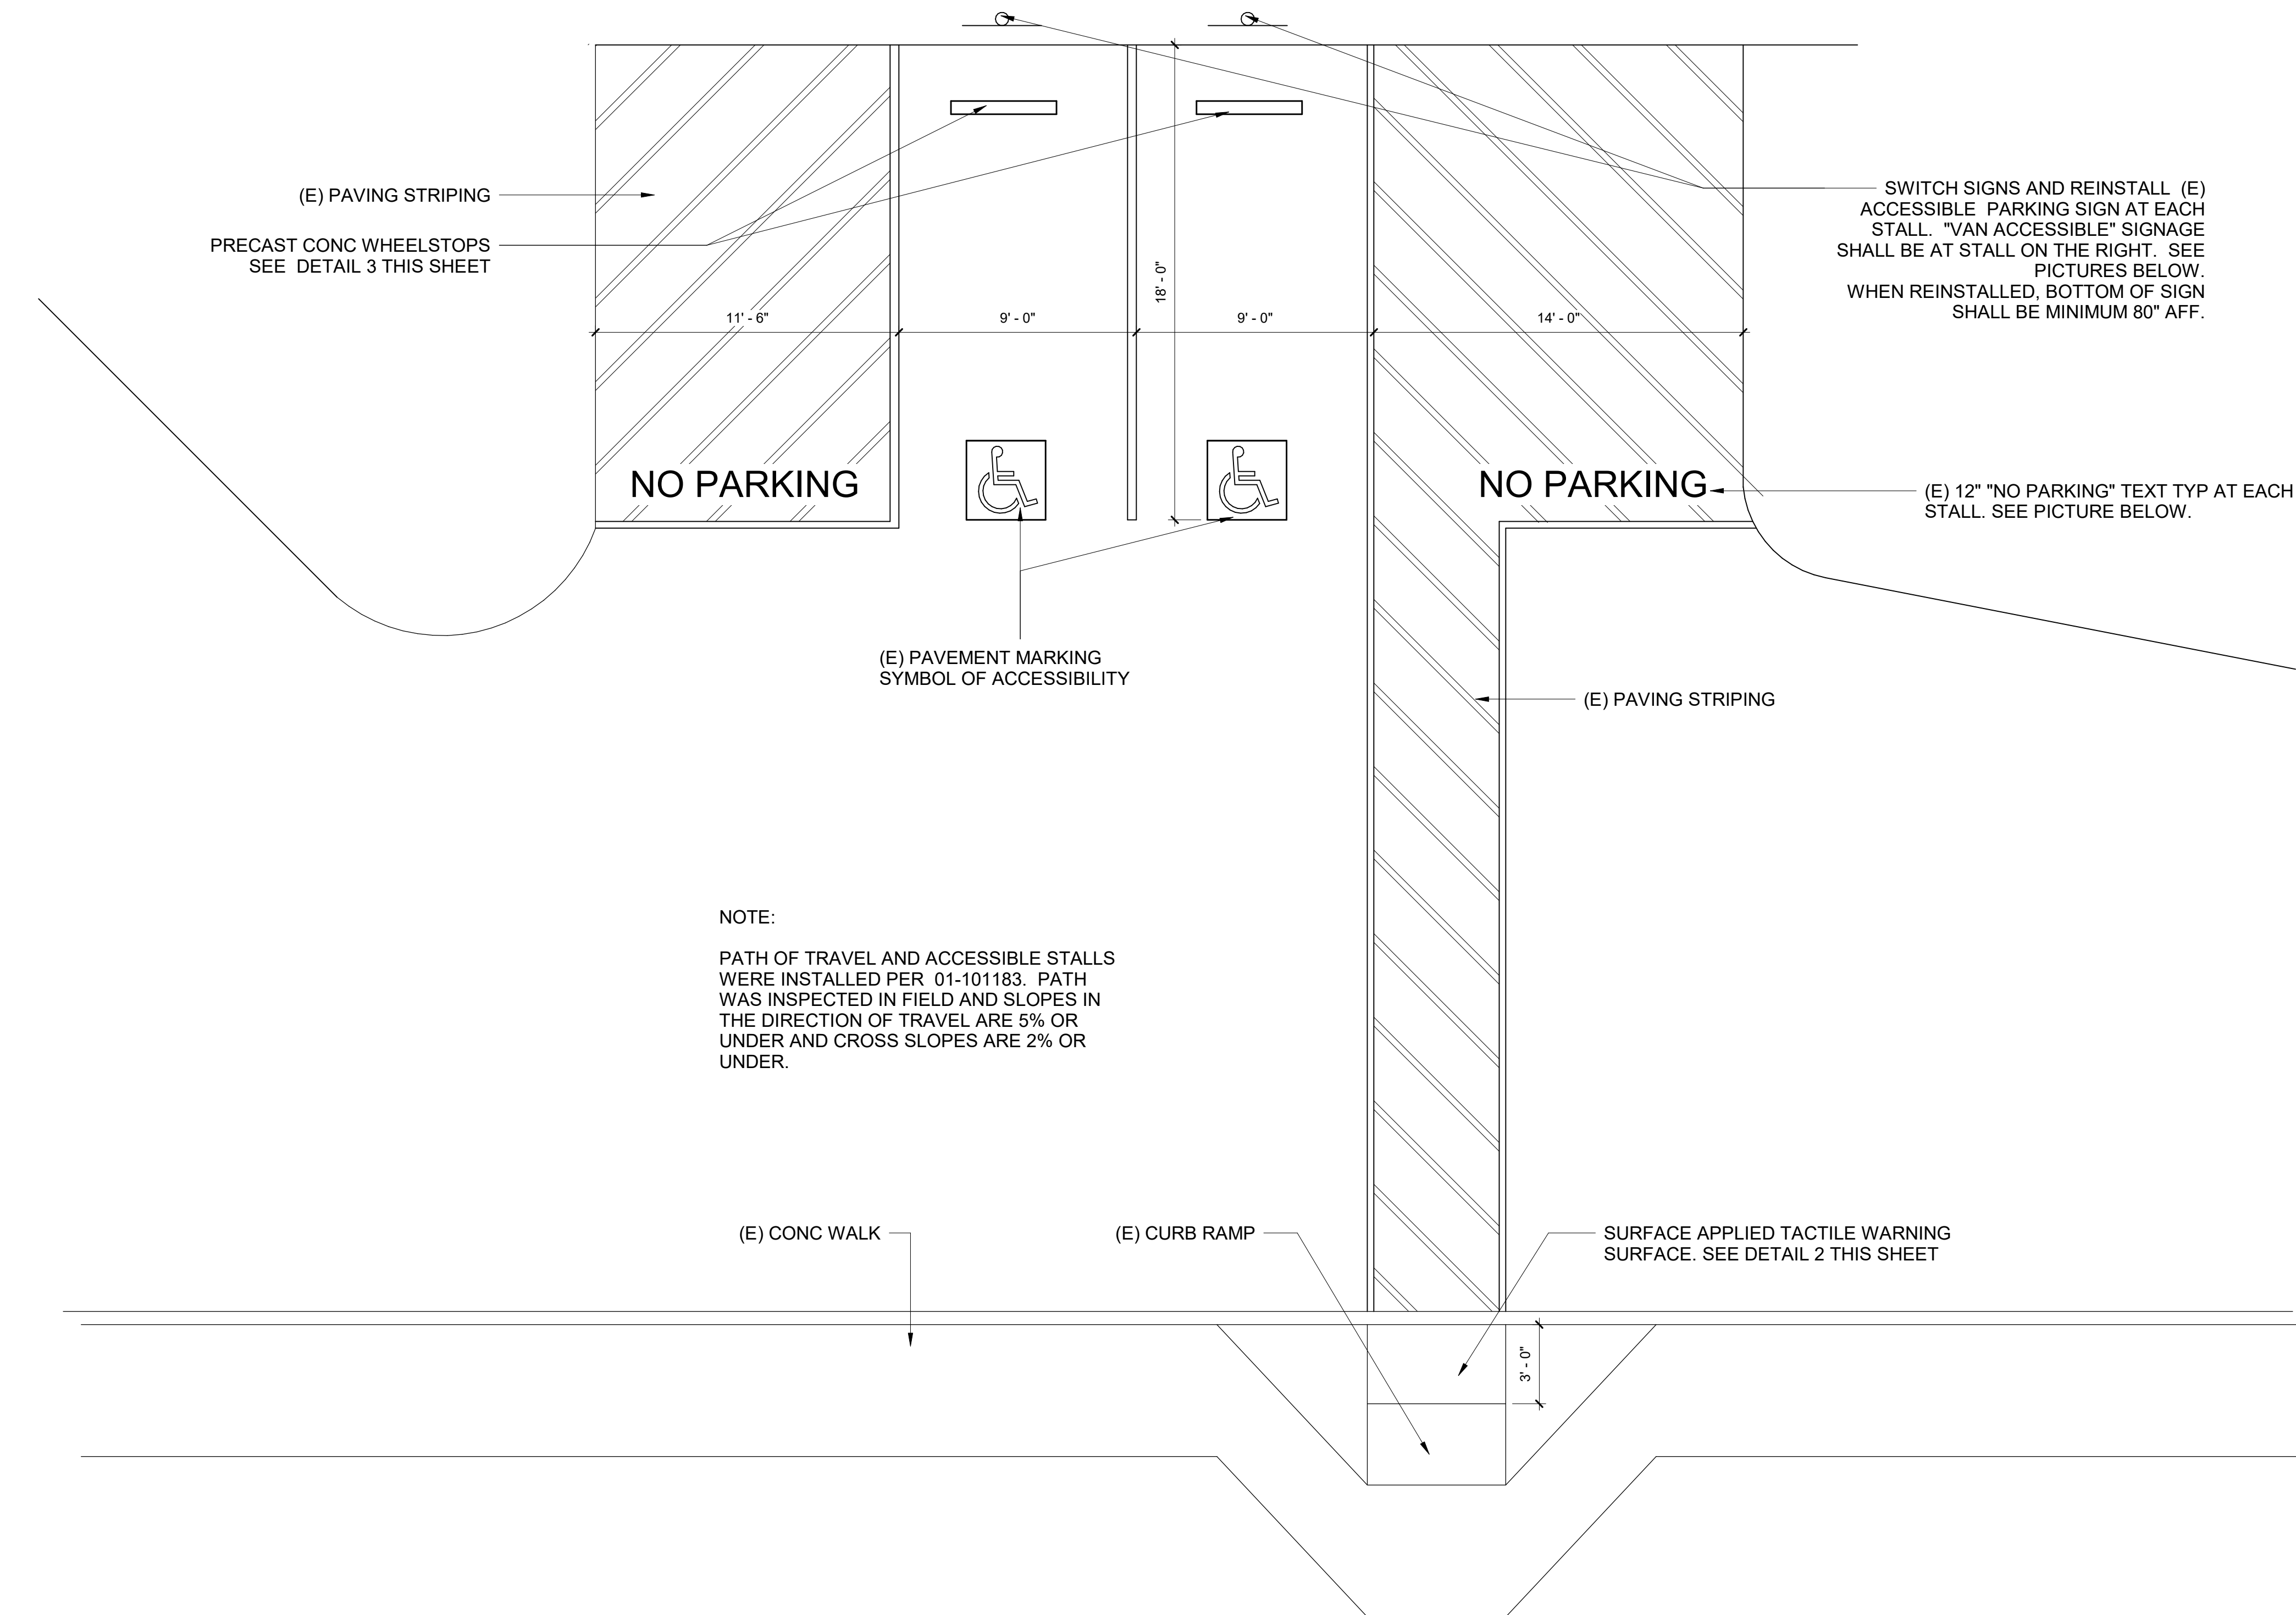 (E) PAVING STRIPING
PRECAST CONC WHEELSTOPS
SEE DETAIL 3 THIS SHEET
SWITCH SIGNS AND REINSTALL (E)
ACCESSIBLE PARKING SIGN AT EACH
STALL. "VAN ACCESSIBLE" SIGNAGE
SHALL BE AT STALL ON THE RIGHT. SEE
PICTURES BELOW.
WHEN REINSTALLED, BOTTOM OF SIGN
SHALL BE MINIMUM 80" AFF.
18' - 0"
11' - 6"
9' - 0"
9' - 0"
14' - 0"
NO PARKING
NO PARKING
(E) 12" "NO PARKING" TEXT TYP AT EACH
STALL. SEE PICTURE BELOW.
(E) PAVEMENT MARKING
SYMBOL OF ACCESSIBILITY
(E) PAVING STRIPING
NOTE:
PATH OF TRAVEL AND ACCESSIBLE STALLS
WERE INSTALLED PER 01-101183. PATH
WAS INSPECTED IN FIELD AND SLOPES IN
THE DIRECTION OF TRAVEL ARE 5% OR
UNDER AND CROSS SLOPES ARE 2% OR
UNDER.
(E) CONC WALK
(E) CURB RAMP
SURFACE APPLIED TACTILE WARNING
SURFACE. SEE DETAIL 2 THIS SHEET
3' - 0"